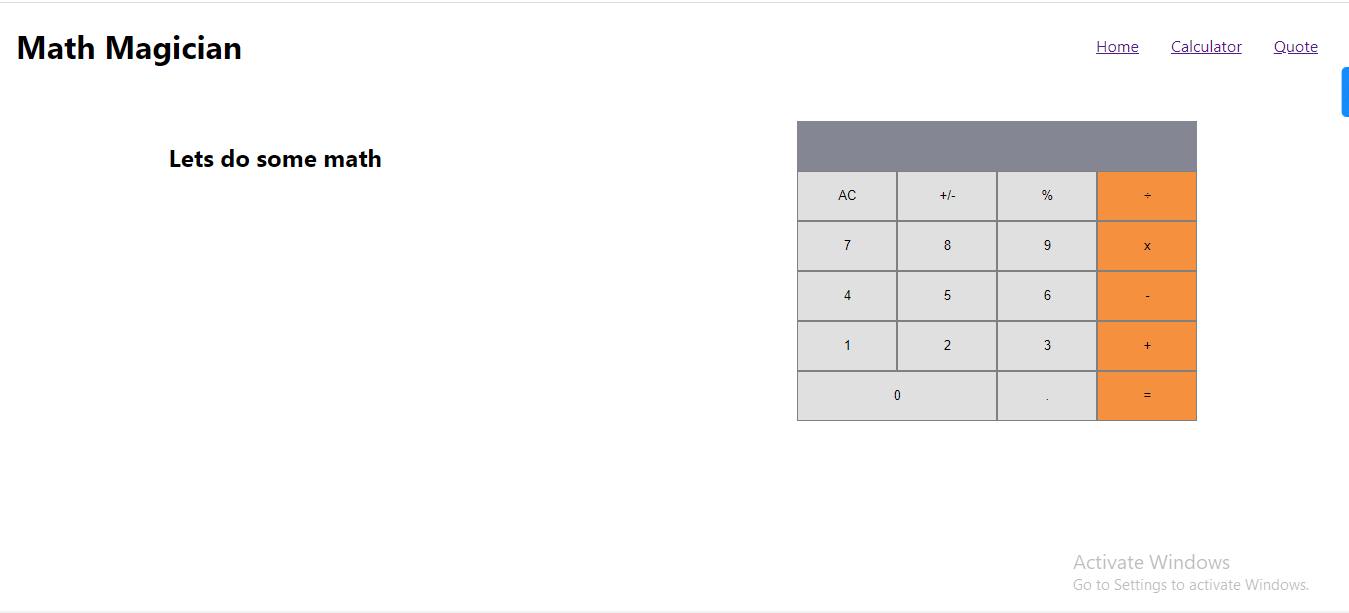 Math Magician
Home Calculator Quote
Lets do some math
AC +/- % ÷
7 8 9 x
4 5 6 -
1 2 3 +
0 . =
Activate Windows
Go to Settings to activate Windows.